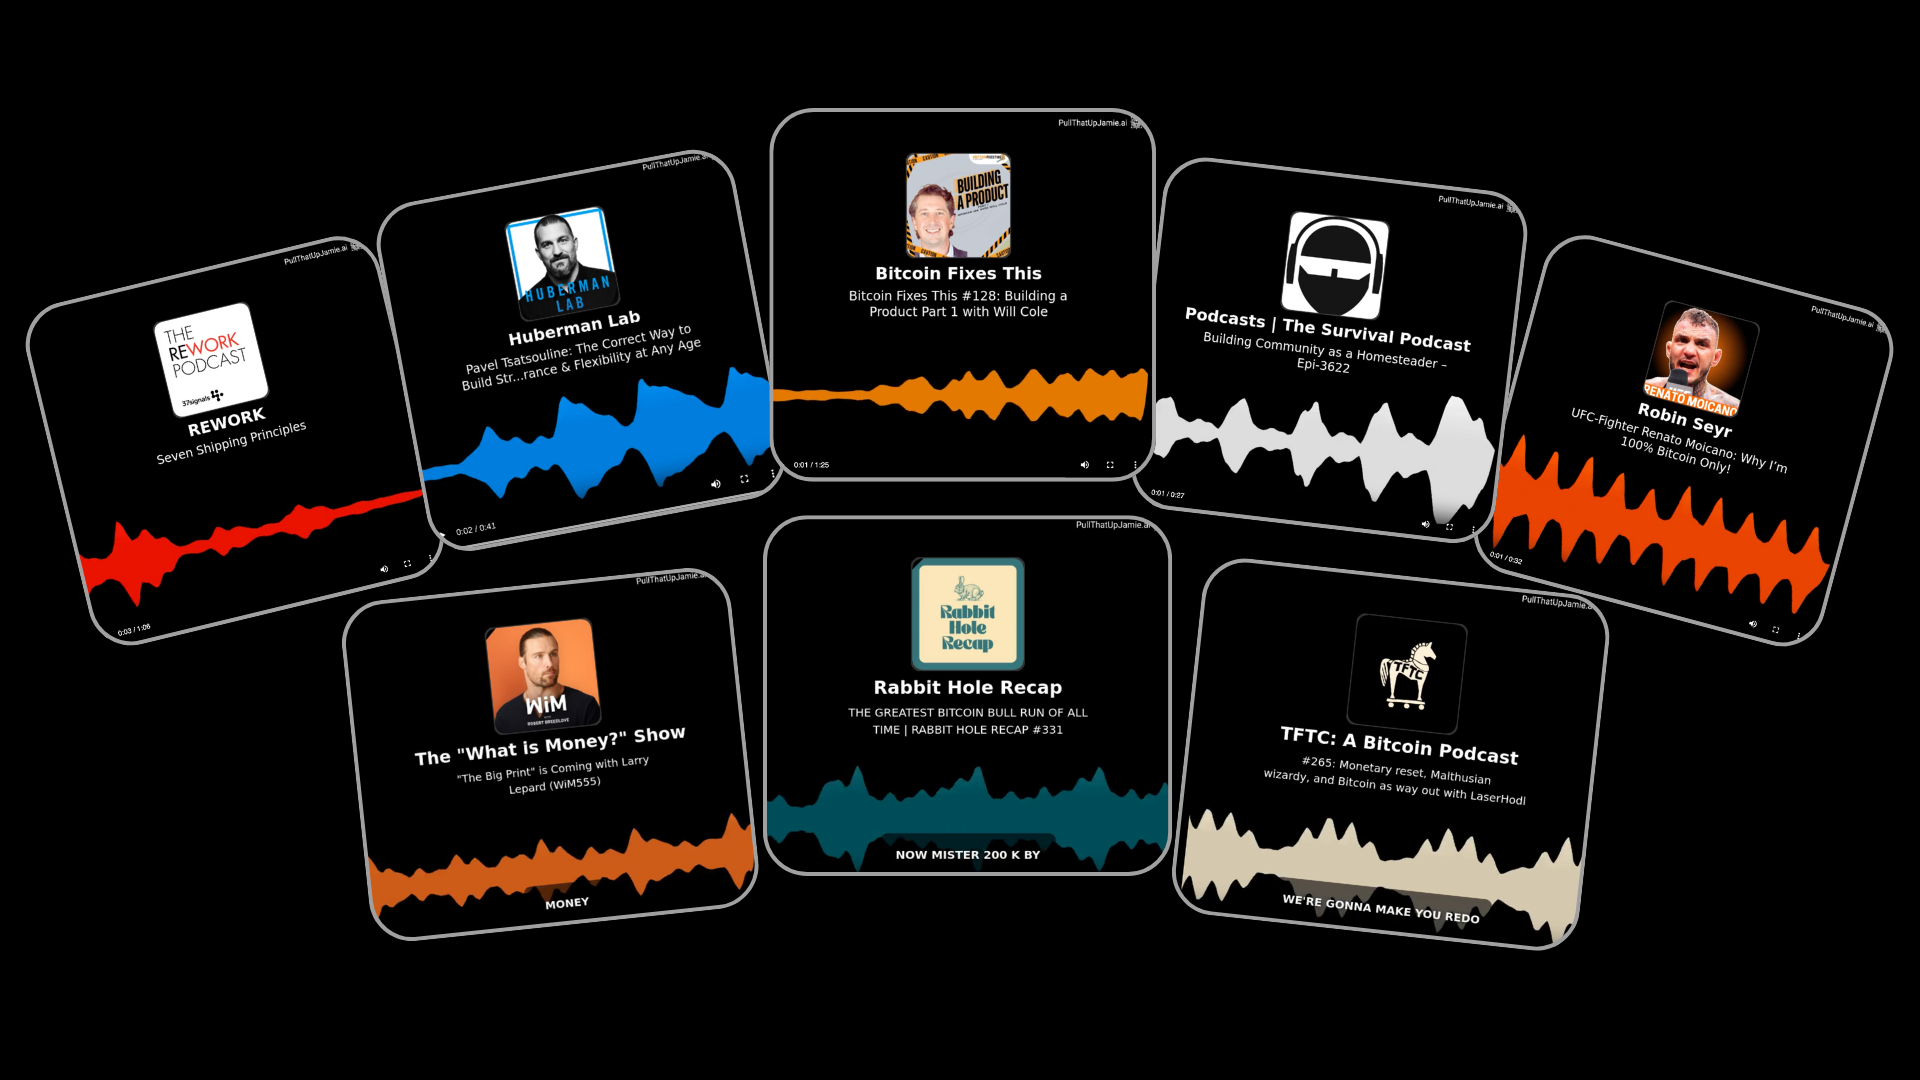 PullThatUpJamie.ai
THE
REWORK
PODCAST
37signals
REWORK
Seven Shipping Principles
0:03 / 1:06
PullThatUpJamie.ai
HUBERMAN
LAB
Huberman Lab
Pavel Tsatsouline: The Correct Way to
Build Str...rance & Flexibility at Any Age
0:02 / 0:41
PullThatUpJamie.ai
BUILDING
A PRODUCT
Bitcoin Fixes This
Bitcoin Fixes This #128: Building a
Product Part 1 with Will Cole
0:01 / 1:25
PullThatUpJamie.ai
Podcasts | The Survival Podcast
Building Community as a Homesteader –
Epi-3622
0:01 / 0:27
PullThatUpJamie.ai
RENATO MOICANO
Robin Seyr
UFC-Fighter Renato Moicano: Why I'm
100% Bitcoin Only!
0:01 / 0:32
PullThatUpJamie.ai
WiM
ROBERT BREEDLOVE
The "What is Money?" Show
"The Big Print" is Coming with Larry
Lepard (WiM555)
MONEY
PullThatUpJamie.ai
Rabbit
Hole
Recap
Rabbit Hole Recap
THE GREATEST BITCOIN BULL RUN OF ALL
TIME | RABBIT HOLE RECAP #331
NOW MISTER 200 K BY
PullThatUpJamie.ai
TFTC
TFTC: A Bitcoin Podcast
#265: Monetary reset, Malthusian
wizardy, and Bitcoin as way out with LaserHodl
WE'RE GONNA MAKE YOU REDO